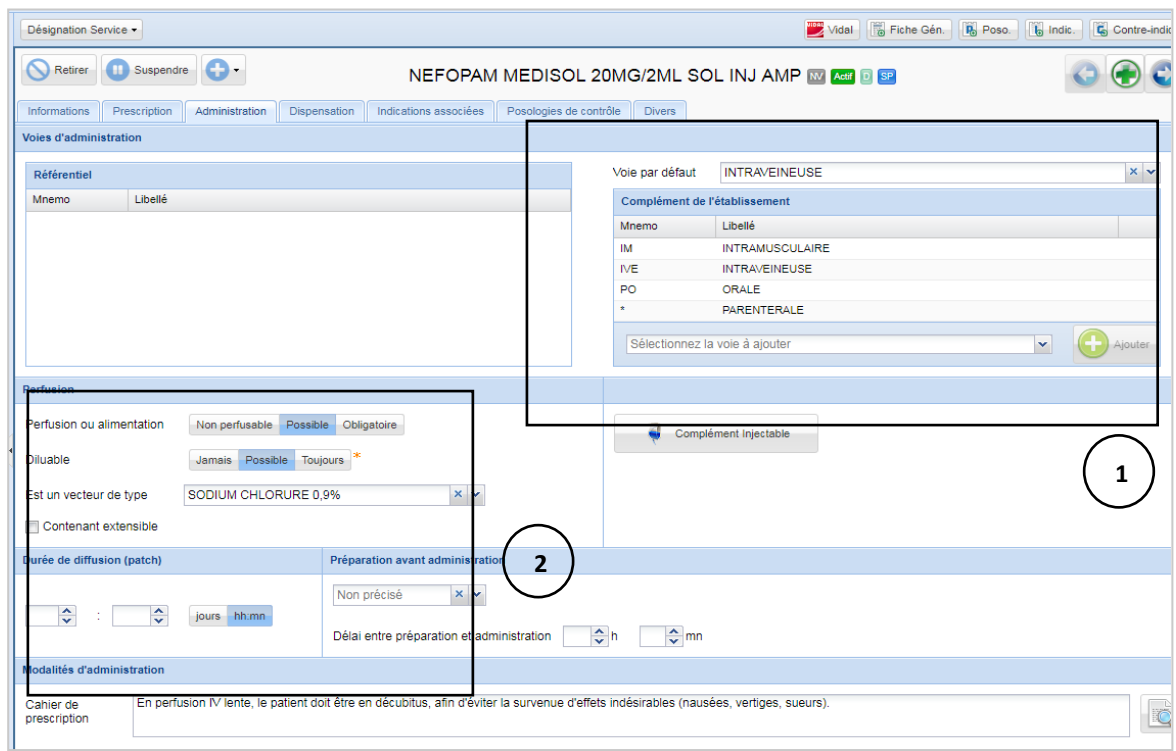 Désignation Service
Vidal Fiche Gén. Poso. Indic. Contre-indic
Retirer Suspendre NEFOPAM MEDISOL 20MG/2ML SOL INJ AMP NV Actif D SP
Informations Prescription Administration Dispensation Indications associées Posologies de contrôle Divers
Voies d'administration
Référentiel
Mnemo Libellé
Voie par défaut INTRAVEINEUSE
Complément de l'établissement
Mnemo Libellé
IM INTRAMUSCULAIRE
IVE INTRAVEINEUSE
PO ORALE
* PARENTERALE
Sélectionnez la voie à ajouter Ajouter
Perfusion
Perfusion ou alimentation Non perfusable Possible Obligatoire
Diluable Jamais Possible Toujours *
Est un vecteur de type SODIUM CHLORURE 0,9%
Contenant extensible
Complément Injectable
1
Durée de diffusion (patch)
: jours hh:mn
Préparation avant administration
2
Non précisé
Délai entre préparation et administration h mn
Modalités d'administration
Cahier de
prescription
En perfusion IV lente, le patient doit être en décubitus, afin d'éviter la survenue d'effets indésirables (nausées, vertiges, sueurs).